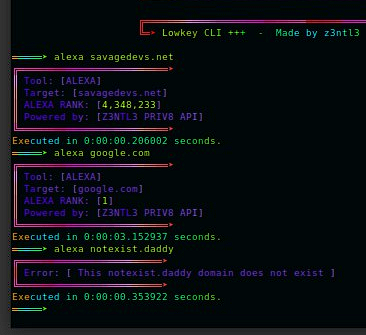 Lowkey CLI +++ - Made by z3ntl3
alexa savagedevs.net
Tool: [ALEXA]
Target: [savagedevs.net]
ALEXA RANK: [4,348,233]
Powered by: [Z3NTL3 PRIV8 API]
Executed in 0:00:00.206002 seconds.
alexa google.com
Tool: [ALEXA]
Target: [google.com]
ALEXA RANK: [1]
Powered by: [Z3NTL3 PRIV8 API]
Executed in 0:00:03.152937 seconds.
alexa notexist.daddy
Error: [ This notexist.daddy domain does not exist ]
Executed in 0:00:00.353922 seconds.